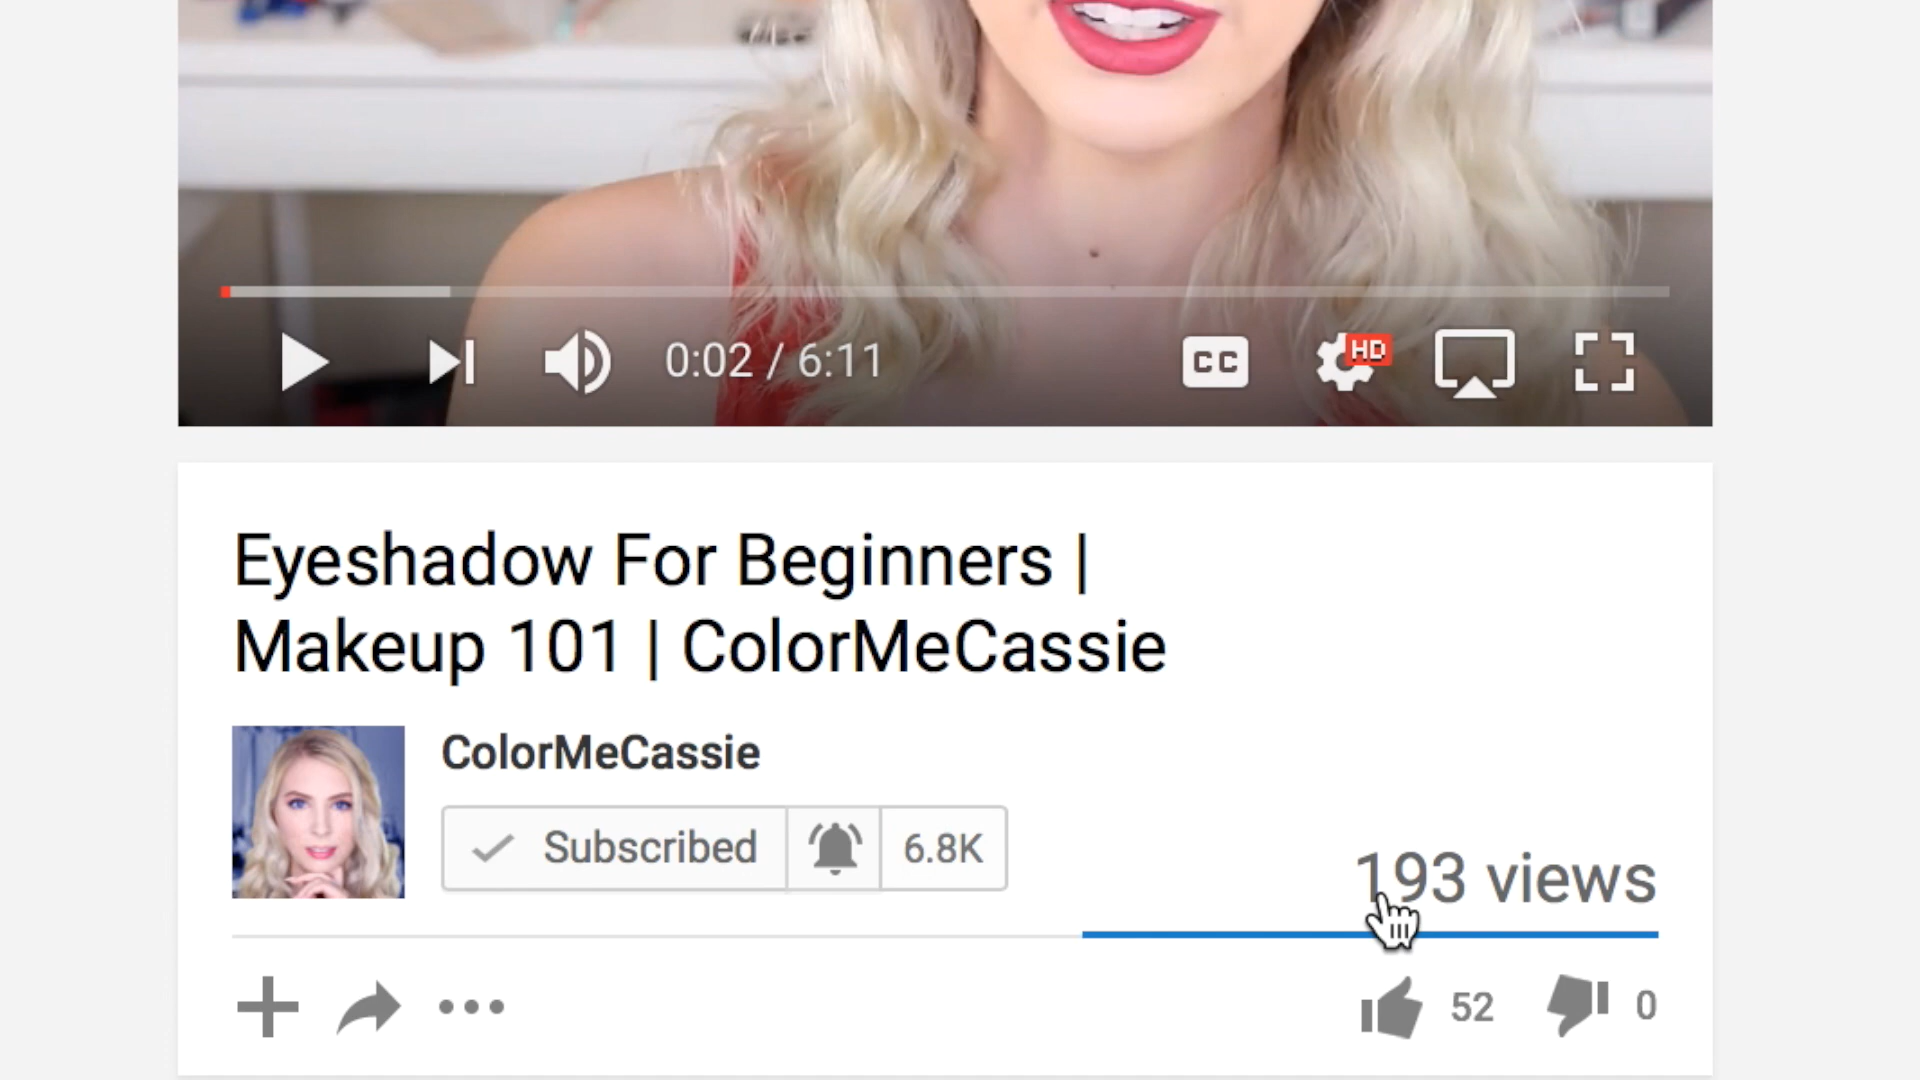 0:02 / 6:11
CC
HD
Eyeshadow For Beginners |
Makeup 101 | ColorMeCassie
ColorMeCassie
Subscribed
6.8K
193 views
52
0